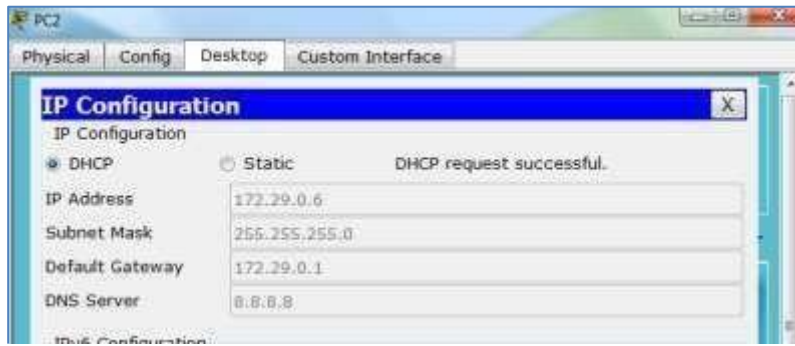 PC2
Physical Config Desktop Custom Interface
IP Configuration X
IP Configuration
DHCP Static DHCP request successful.
IP Address 172.29.0.6
Subnet Mask 255.255.255.0
Default Gateway 172.29.0.1
DNS Server 8.8.8.8
IPv6 Configuration